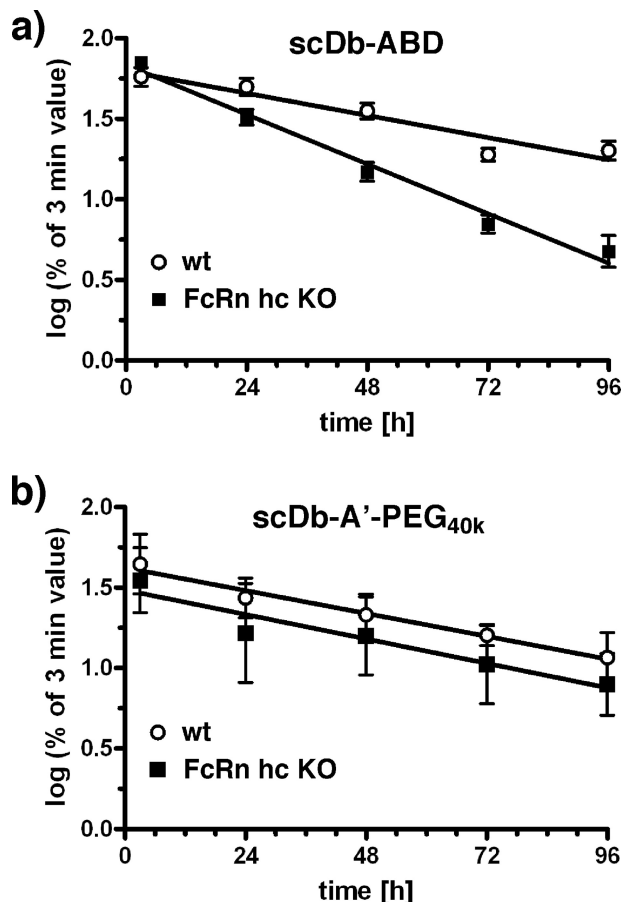 a)
scDb-ABD
log (% of 3 min value)
2.0
1.5
1.0
0.5
0.0
wt
FcRn hc KO
0 24 48 72 96
time [h]
b)
scDb-A'-PEG40k
log (% of 3 min value)
2.0
1.5
1.0
0.5
0.0
wt
FcRn hc KO
0 24 48 72 96
time [h]